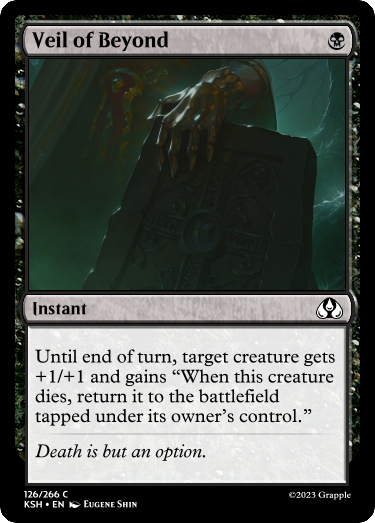 Veil of Beyond
Instant
Until end of turn, target creature gets
+1/+1 and gains “When this creature
dies, return it to the battlefield
tapped under its owner’s control.”
Death is but an option.
126/266 C
KSH • EN Eugene Shin
©2023 Grapple